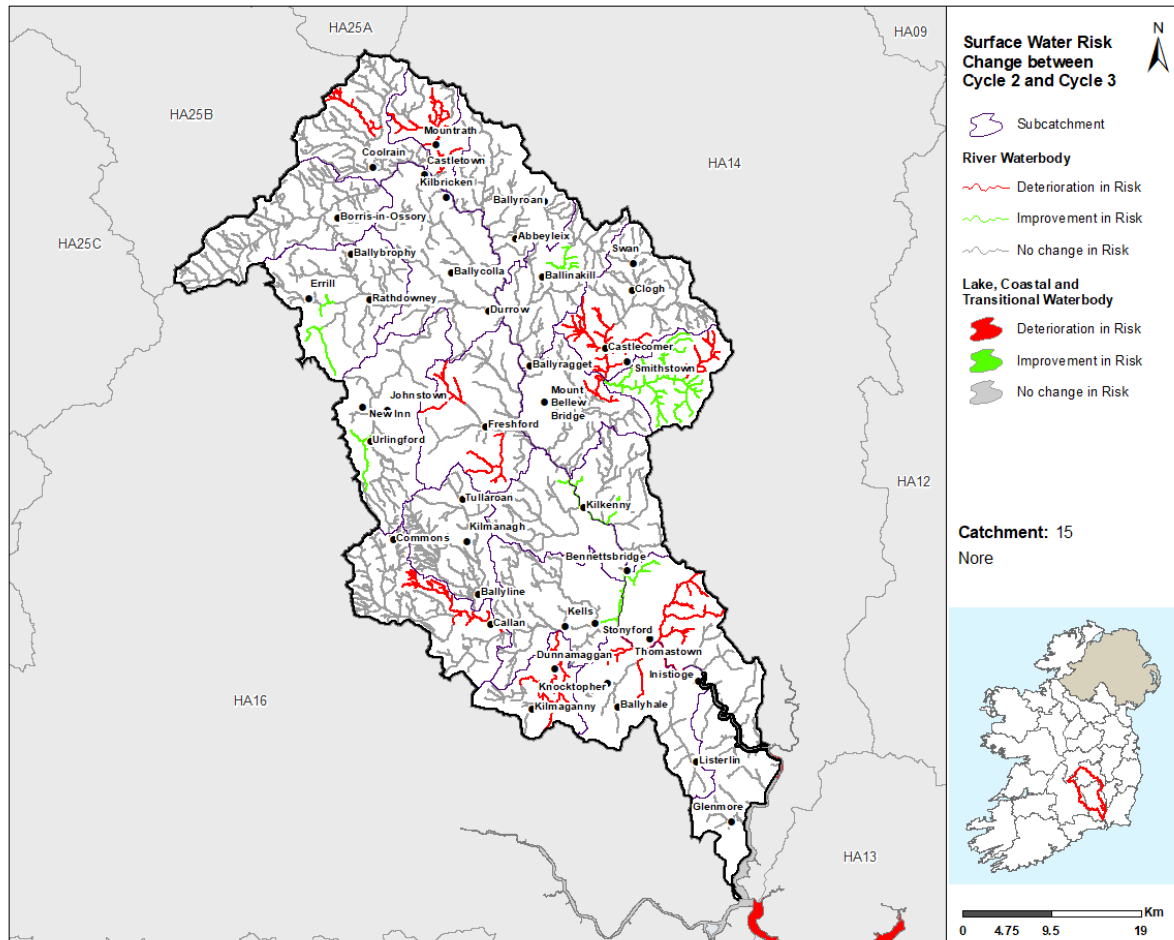 HA25A
HA09
HA25B
HA14
HA25C
HA12
HA16
HA13
Mountrath
Coolrain
Castletown
Kilbricken
Ballyroan
Borris-in-Ossory
Abbeyleix
Swan
Ballybrophy
Ballycolla
Ballinakill
Errill
Clogh
Rathdowney
Durrow
Castlecomer
Ballyragget
Smithstown
Johnstown
Mount
Bellew
Bridge
New Inn
Freshford
Urlingford
Tullaroan
Kilkenny
Kilmanagh
Commons
Bennettsbridge
Ballyline
Kells
Callan
Stonyford
Thomastown
Dunnamaggan
Inistioge
Knocktopher
Kilmaganny
Ballyhale
Listerlin
Glenmore
Surface Water Risk
Change between
Cycle 2 and Cycle 3
N
Subcatchment
River Waterbody
Deterioration in Risk
Improvement in Risk
No change in Risk
Lake, Coastal and
Transitional Waterbody
Deterioration in Risk
Improvement in Risk
No change in Risk
Catchment: 15
Nore
Km
0 4.75 9.5 19